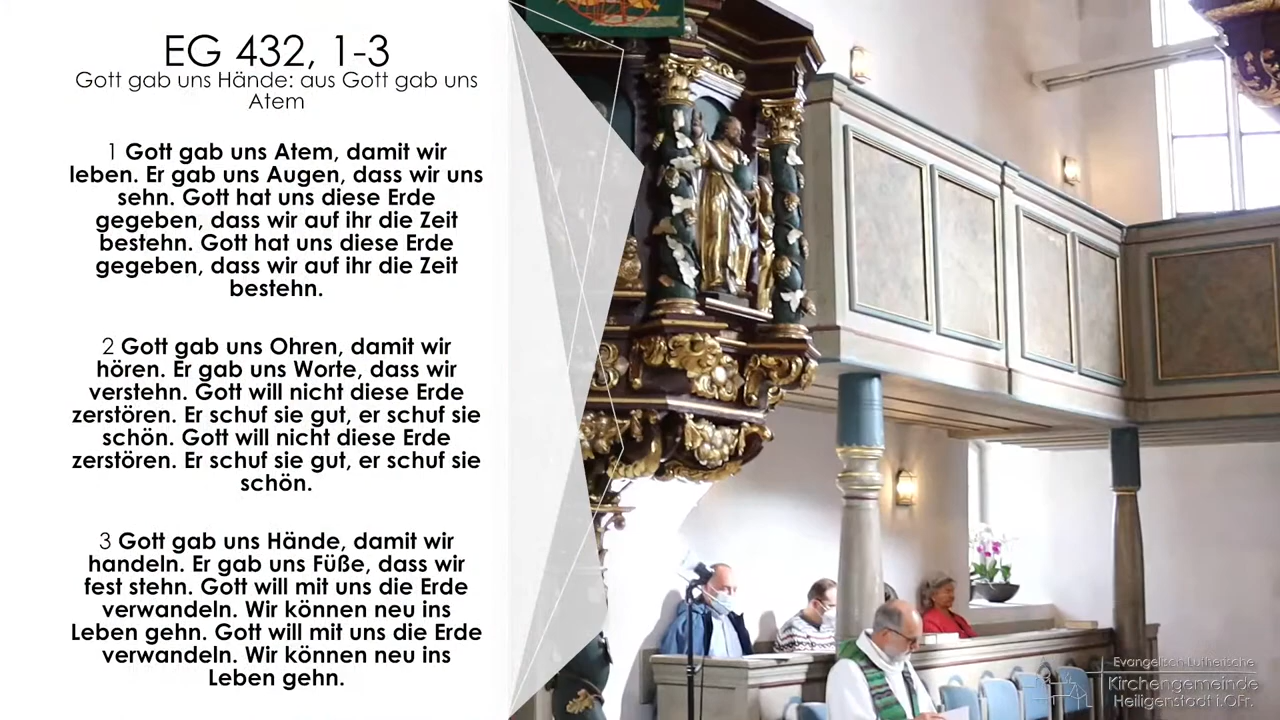 EG 432, 1-3
Gott gab uns Hände: aus Gott gab uns
Atem
1 Gott gab uns Atem, damit wir
leben. Er gab uns Augen, dass wir uns
sehn. Gott hat uns diese Erde
gegeben, dass wir auf ihr die Zeit
bestehn. Gott hat uns diese Erde
gegeben, dass wir auf ihr die Zeit
bestehn.
2 Gott gab uns Ohren, damit wir
hören. Er gab uns Worte, dass wir
verstehn. Gott will nicht diese Erde
zerstören. Er schuf sie gut, er schuf sie
schön. Gott will nicht diese Erde
zerstören. Er schuf sie gut, er schuf sie
schön.
3 Gott gab uns Hände, damit wir
handeln. Er gab uns Füße, dass wir
fest stehn. Gott will mit uns die Erde
verwandeln. Wir können neu ins
Leben gehn. Gott will mit uns die Erde
verwandeln. Wir können neu ins
Leben gehn.
Evangelisch-Lutherische
Kirchengemeinde
Heiligenstadt i.OFr.